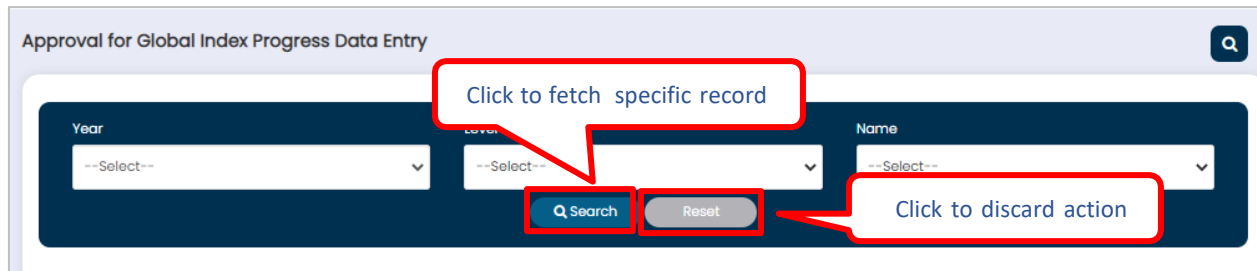 Approval for Global Index Progress Data Entry
Click to fetch specific record
Year
Level
Name
--Select--
--Select--
--Select--
Search
Reset
Click to discard action